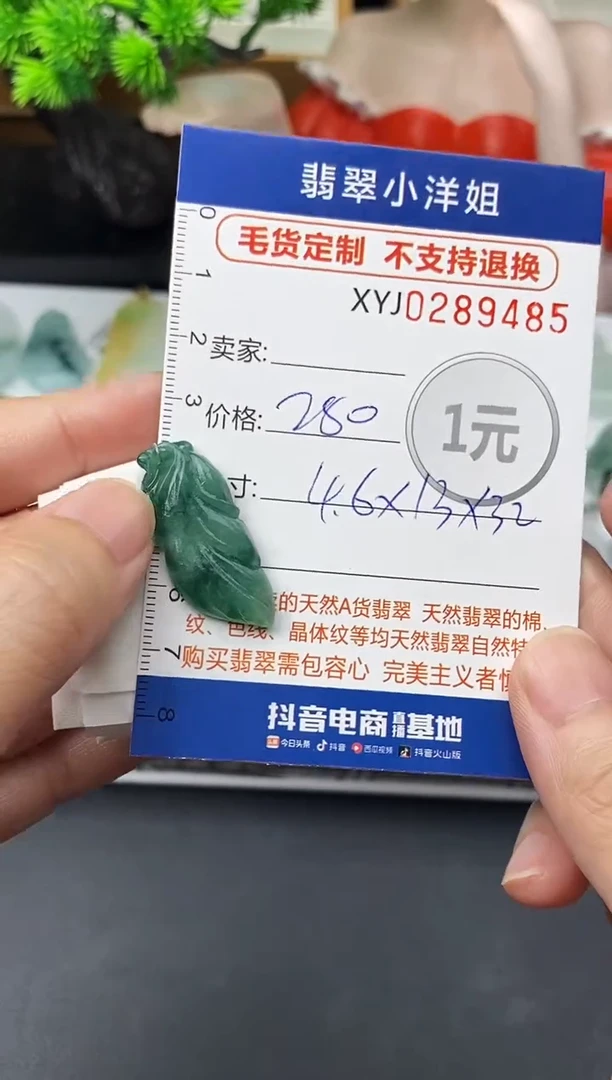 翡翠小洋姐
毛货定制 不支持退换
XYJ0289485
0
1
2
3
7
8
卖家:
价格: 280
1元
寸: 4.6×13×32
的天然A货翡翠 天然翡翠的棉、
纹、色线、晶体纹等均天然翡翠自然特
购买翡翠需包容心 完美主义者慎
抖音电商直播基地
今日头条 抖音 西瓜视频 抖音火山版